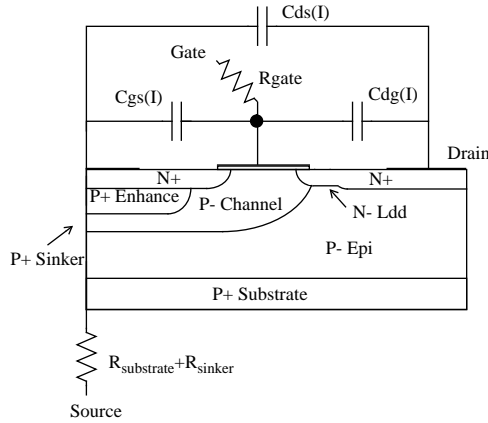 Cds(I)
Gate
Rgate
Cgs(I)
Cdg(I)
Drain
N+
N+
P+ Enhance
P- Channel
N- Ldd
P+ Sinker
P- Epi
P+ Substrate
Rsubstrate+Rsinker
Source